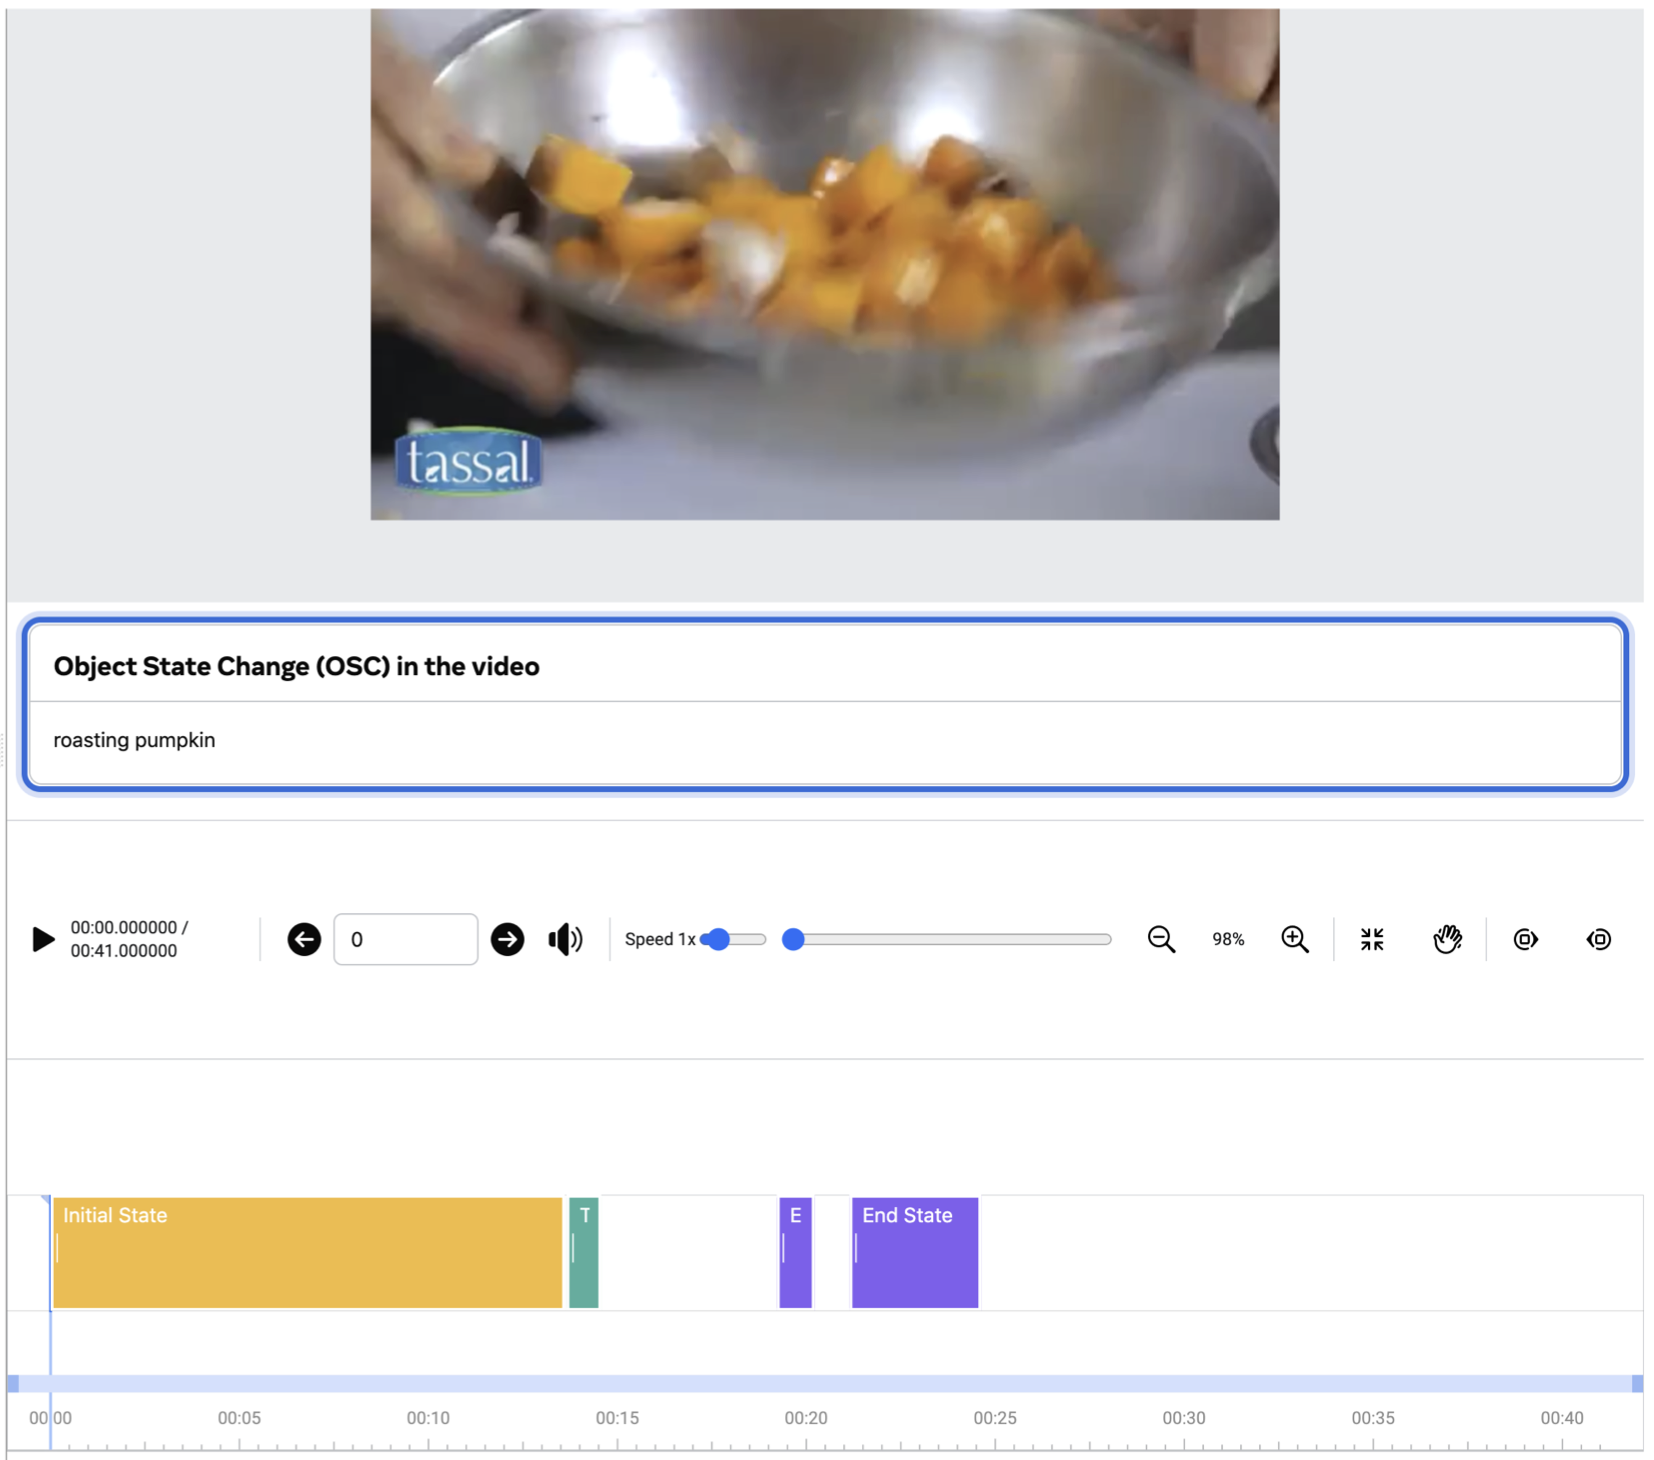 tassal
Object State Change (OSC) in the video
roasting pumpkin
00:00.000000 /
00:41.000000
0
Speed 1x
98%
Initial State
T
E
End State
00:00
00:05
00:10
00:15
00:20
00:25
00:30
00:35
00:40